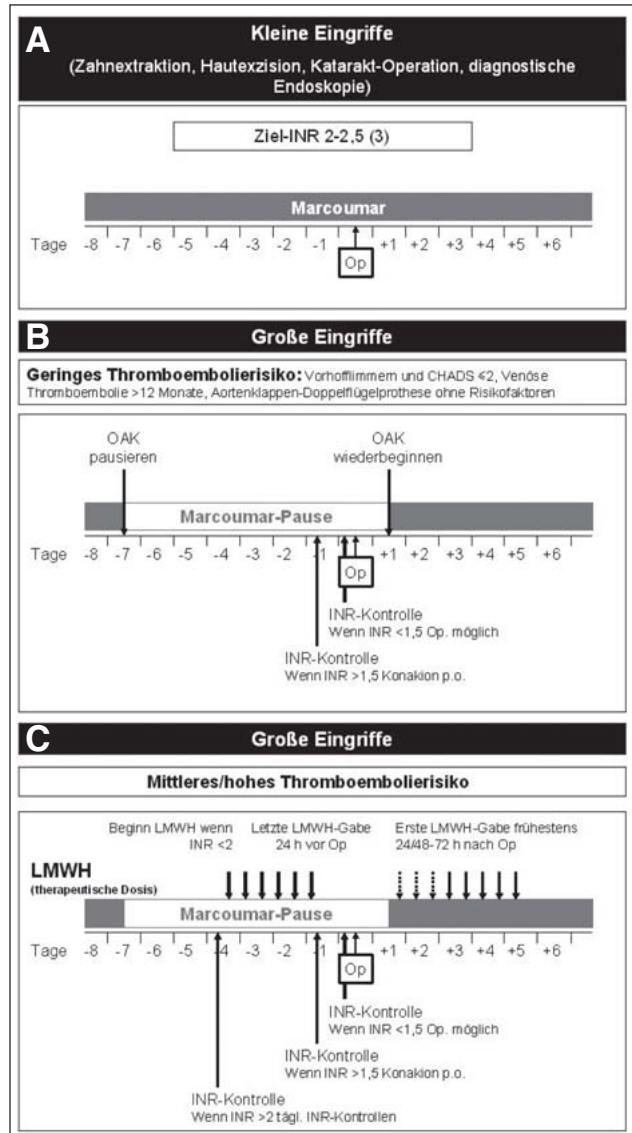 A
Kleine Eingriffe
(Zahnextraktion, Hautexzision, Katarakt-Operation, diagnostische
Endoskopie)
Ziel-INR 2-2,5 (3)
Marcoumar
Tage -8 -7 -6 -5 -4 -3 -2 -1 +1 +2 +3 +4 +5 +6
Op
B
Große Eingriffe
Geringes Thromboembolierisiko: Vorhofflimmern und CHADS ≤2, Venöse
Thromboembolie >12 Monate, Aortenklappen-Doppelflügelprothese ohne Risikofaktoren
OAK
pausieren
OAK
wiederbeginnen
Marcoumar-Pause
Tage -8 -7 -6 -5 -4 -3 -2 -1 +1 +2 +3 +4 +5 +6
Op
INR-Kontrolle
Wenn INR <1,5 Op. möglich
INR-Kontrolle
Wenn INR >1,5 Konakion p.o.
C
Große Eingriffe
Mittleres/hohes Thromboembolierisiko
Beginn LMWH wenn
INR <2
Letzte LMWH-Gabe
24 h vor Op
Erste LMWH-Gabe frühestens
24/48-72 h nach Op
LMWH
(therapeutische Dosis)
Marcoumar-Pause
Tage -8 -7 -6 -5 -4 -3 -2 -1 +1 +2 +3 +4 +5 +6
Op
INR-Kontrolle
Wenn INR <1,5 Op. möglich
INR-Kontrolle
Wenn INR >1,5 Konakion p.o.
INR-Kontrolle
Wenn INR >2 tägl. INR-Kontrollen